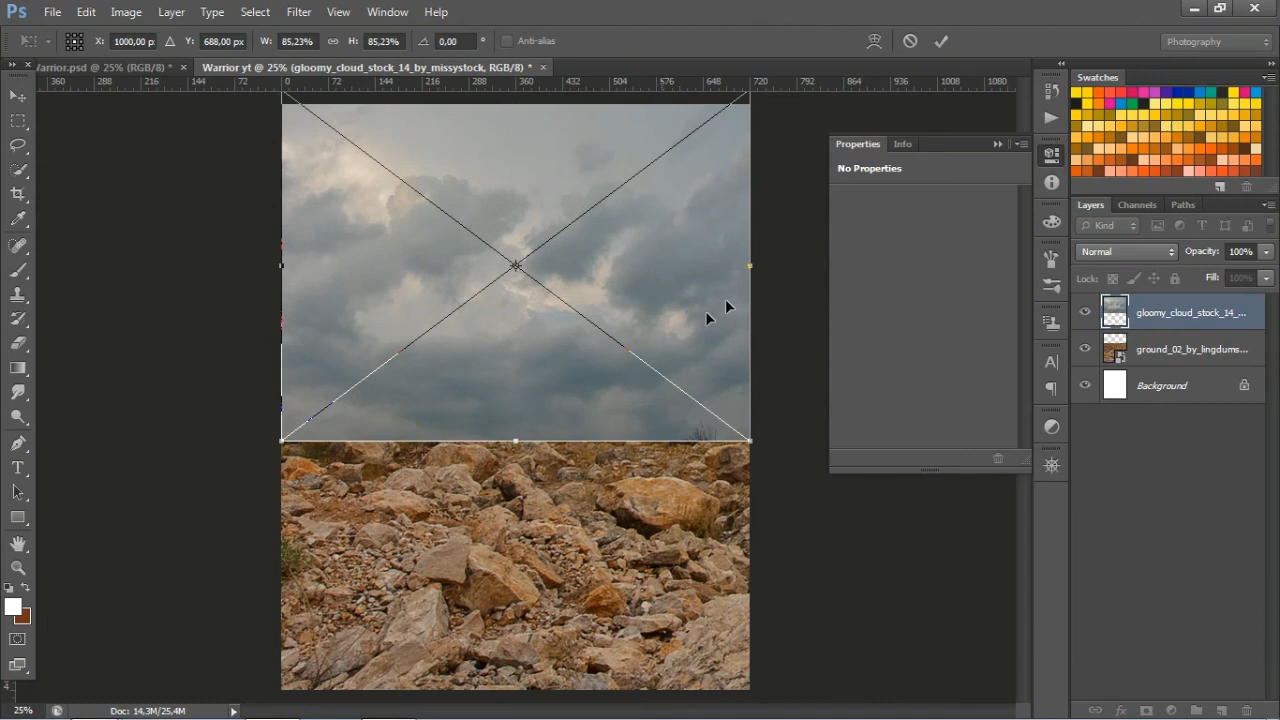 Ps File Edit Image Layer Type Select Filter View Window Help
X: 1000,00 p: Y: 688,00 px W: 85,23% H: 85,23% 0,00 ° Anti-alias Photography
Warrior.psd @ 25% (RGB/8) * × Warrior yt @ 25% (gloomy_cloud_stock_14_by_missystock, RGB/8) * ×
360 288 216 144 72 0 72 144 216 288 360 432 504 576 648 720 792 864 936 1008 1080
Swatches
Properties Info
No Properties
Layers Channels Paths
Kind
Normal Opacity: 100%
Lock: Fill: 100%
gloomy_cloud_stock_14_...
ground_02_by_lingdums...
Background
25% Doc: 14,3M/25,4M